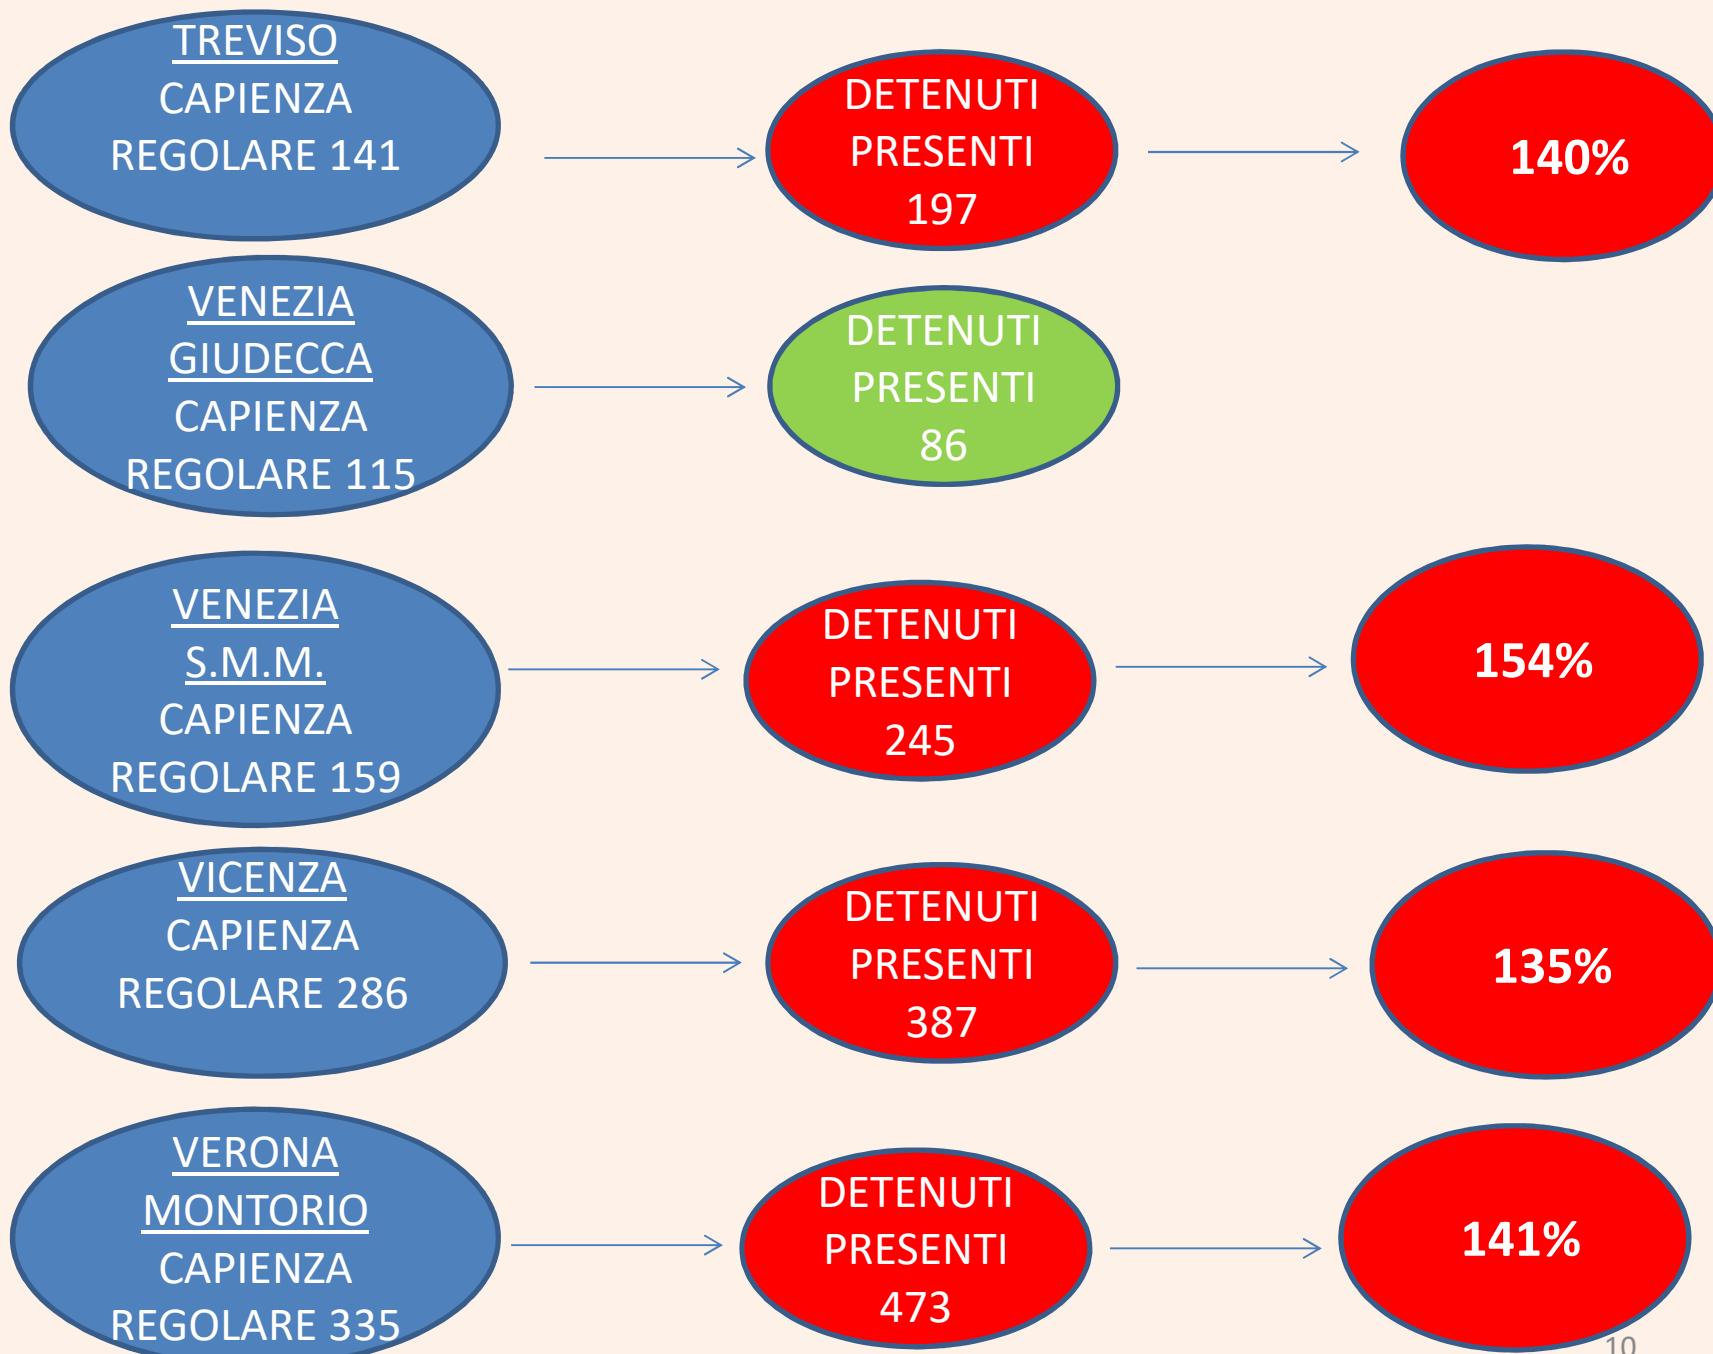 TREVISO
CAPIENZA
REGOLARE 141
DETENUTI
PRESENTI
197
140%
VENEZIA
GIUDECCA
CAPIENZA
REGOLARE 115
DETENUTI
PRESENTI
86
VENEZIA
S.M.M.
CAPIENZA
REGOLARE 159
DETENUTI
PRESENTI
245
154%
VICENZA
CAPIENZA
REGOLARE 286
DETENUTI
PRESENTI
387
135%
VERONA
MONTORIO
CAPIENZA
REGOLARE 335
DETENUTI
PRESENTI
473
141%
10